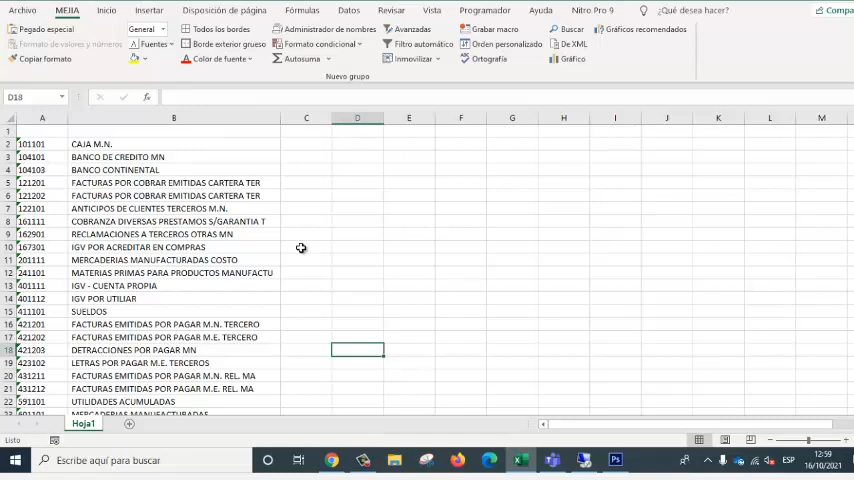 Archivo MEJIA Inicio Insertar Disposición de página Fórmulas Datos Revisar Vista Programador Ayuda Nitro Pro 9 ¿Qué desea hacer? Compa
Pegado especial General Todos los bordes Administrador de nombres Avanzadas Grabar macro Buscar Gráficos recomendados
Formato de valores y números Fuentes Borde exterior grueso Formato condicional Filtro automático Orden personalizado De XML
Copiar formato Color de fuente Autosuma Inmovilizar Ortografía Gráfico
Nuevo grupo
D18 fx
A B C D E F G H I J K L M
1
2 101101 CAJA M.N.
3 104101 BANCO DE CREDITO MN
4 104103 BANCO CONTINENTAL
5 121201 FACTURAS POR COBRAR EMITIDAS CARTERA TER
6 121202 FACTURAS POR COBRAR EMITIDAS CARTERA TER
7 122101 ANTICIPOS DE CLIENTES TERCEROS M.N.
8 161111 COBRANZA DIVERSAS PRESTAMOS S/GARANTIA T
9 162901 RECLAMACIONES A TERCEROS OTRAS MN
10 167301 IGV POR ACREDITAR EN COMPRAS
11 201111 MERCADERIAS MANUFACTURADAS COSTO
12 241101 MATERIAS PRIMAS PARA PRODUCTOS MANUFACTU
13 401111 IGV - CUENTA PROPIA
14 401112 IGV POR UTILIAR
15 411101 SUELDOS
16 421201 FACTURAS EMITIDAS POR PAGAR M.N. TERCERO
17 421202 FACTURAS EMITIDAS POR PAGAR M.E. TERCERO
18 421203 DETRACCIONES POR PAGAR MN
19 423102 LETRAS POR PAGAR M.E. TERCEROS
20 431211 FACTURAS EMITIDAS POR PAGAR M.N. REL. MA
21 431212 FACTURAS EMITIDAS POR PAGAR M.E. REL. MA
22 591101 UTILIDADES ACUMULADAS
23 601101 MERCADERIAS MANUFACTURADAS
Hoja1
Listo
Escribe aquí para buscar ESP 12:59
16/10/2021